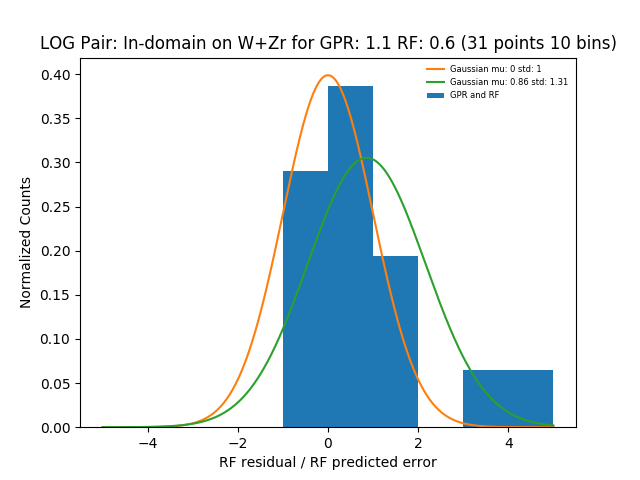 LOG Pair: In-domain on W+Zr for GPR: 1.1 RF: 0.6 (31 points 10 bins)
Gaussian mu: 0 std: 1
Gaussian mu: 0.86 std: 1.31
GPR and RF
Normalized Counts
0.40
0.35
0.30
0.25
0.20
0.15
0.10
0.05
0.00
−4
−2
0
2
4
RF residual / RF predicted error